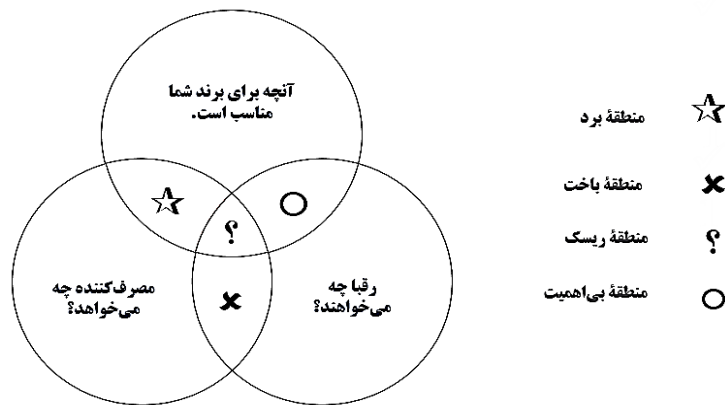 آنچه برای برند شما
مناسب است.
مصرف‌کننده چه
می‌خواهد؟
رقبا چه
می‌خواهند؟
؟
منطقهٔ برد
منطقهٔ باخت
منطقهٔ ریسک
؟
منطقهٔ بی‌اهمیت